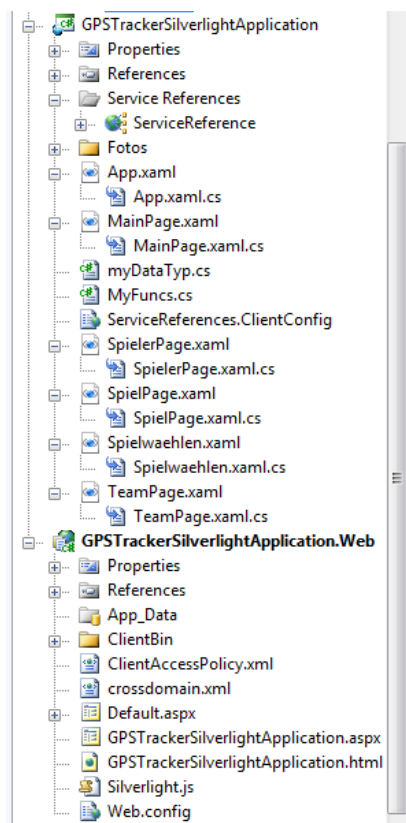 GPSTrackerSilverlightApplication
Properties
References
Service References
ServiceReference
Fotos
App.xaml
App.xaml.cs
MainPage.xaml
MainPage.xaml.cs
myDataTyp.cs
MyFuncs.cs
ServiceReferences.ClientConfig
SpielerPage.xaml
SpielerPage.xaml.cs
SpielPage.xaml
SpielPage.xaml.cs
Spielwaehlen.xaml
Spielwaehlen.xaml.cs
TeamPage.xaml
TeamPage.xaml.cs
GPSTrackerSilverlightApplication.Web
Properties
References
App_Data
ClientBin
ClientAccessPolicy.xml
crossdomain.xml
Default.aspx
GPSTrackerSilverlightApplication.aspx
GPSTrackerSilverlightApplication.html
Silverlight.js
Web.config